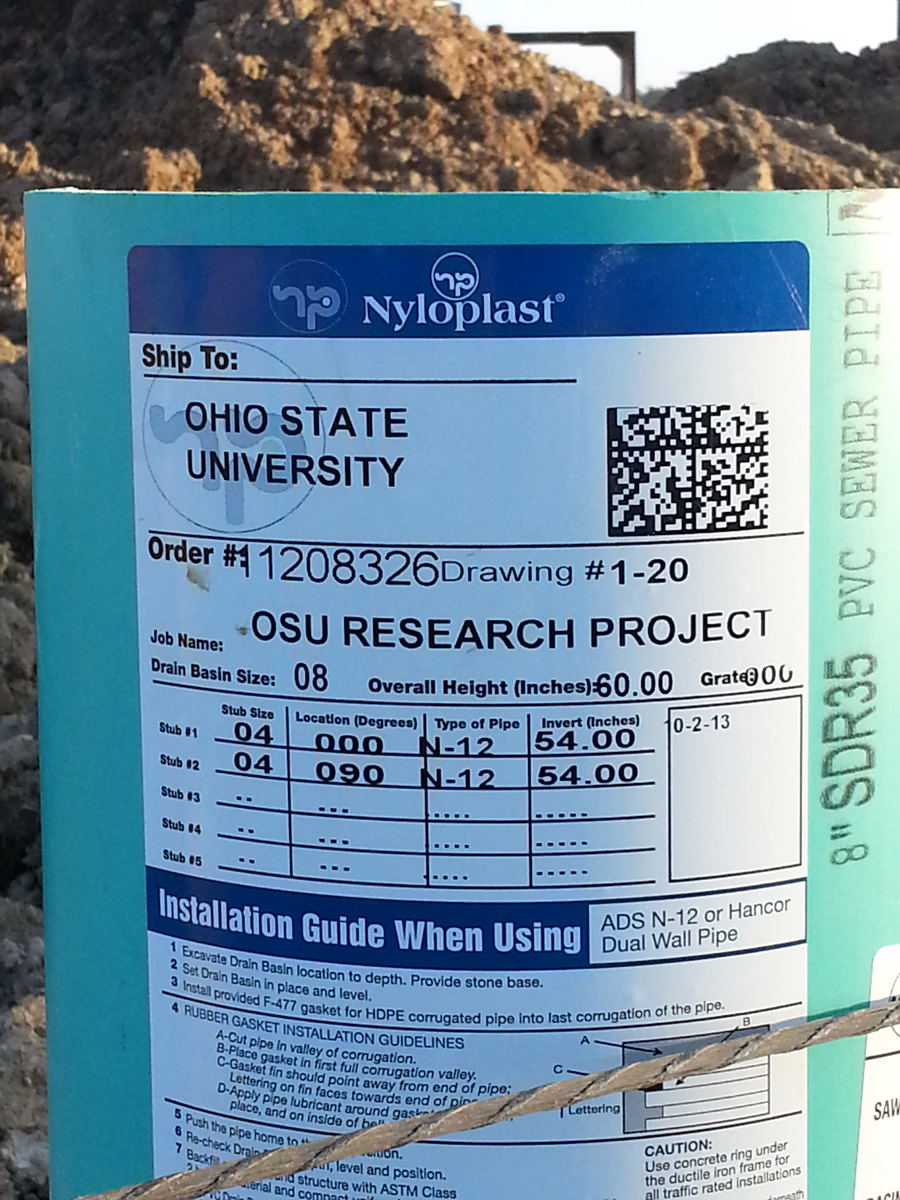 Nyloplast®
Ship To:
OHIO STATE
UNIVERSITY
Order #: 11208326 Drawing #1-20
Job Name: OSU RESEARCH PROJECT
Drain Basin Size: 08 Overall Height (Inches): 60.00 Grate:
Stub Size Location (Degrees) Type of Pipe Invert (Inches)
Stub #1 04 000 N-12 54.00 0-2-13
Stub #2 04 090 N-12 54.00
Stub #3 -- --- ---- -----
Stub #4 -- --- ---- -----
Stub #5 -- --- ---- -----
Installation Guide When Using ADS N-12 or Hancor
Dual Wall Pipe
1 Excavate Drain Basin location to depth. Provide stone base.
2 Set Drain Basin in place and level.
3 Install provided F-477 gasket for HDPE corrugated pipe into last corrugation of the pipe.
4 RUBBER GASKET INSTALLATION GUIDELINES
A-Cut pipe in valley of corrugation.
B-Place gasket in first full corrugation valley.
C-Gasket fin should point away from end of pipe;
Lettering on fin faces towards end of
D-Apply pipe lubricant around
place, and on inside of
A
B
C
Lettering
5 Push the pipe home to
6 Re-check level and position.
7 structure with ASTM Class
and compact
CAUTION:
Use concrete ring under
the ductile iron frame for
all traffic rated installations
8" SDR35 PVC SEWER PIPE